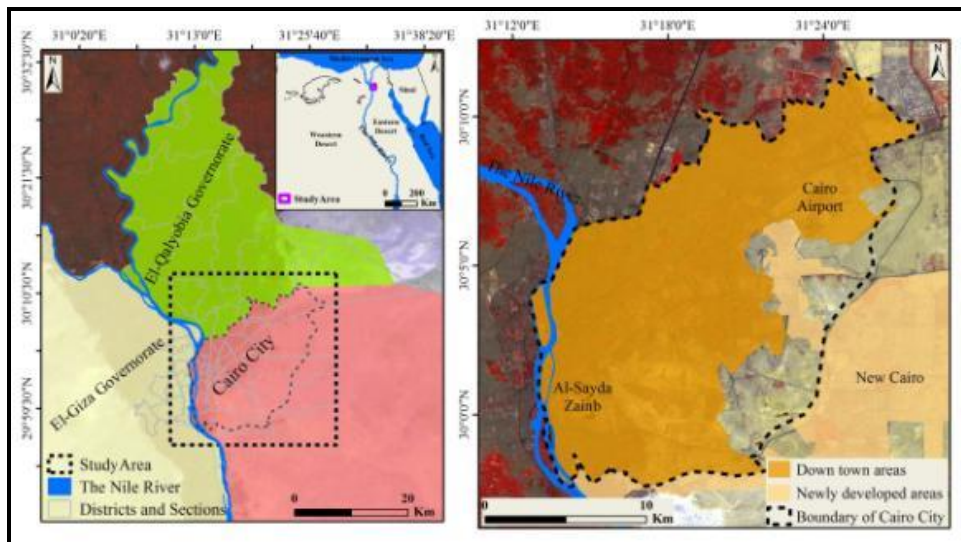 31°0'20"E
31°13'0"E
31°25'40"E
31°38'20"E
30°32'30"N
30°21'30"N
30°10'30"N
29°59'30"N
N
Mediterranean Sea
Sinai
Western
Desert
Eastern
Desert
Red Sea
Study Area
0 200
Km
El-Qalyobia Governorate
El-Giza Governorate
Cairo City
Study Area
The Nile River
Districts and Sections
0 20
Km
31°12'0"E
31°18'0"E
31°24'0"E
30°10'0"N
30°5'0"N
30°0'0"N
N
The Nile River
Cairo
Airport
Al-Sayda
Zainb
New Cairo
Down town areas
Newly developed areas
Boundary of Cairo City
0 10
Km